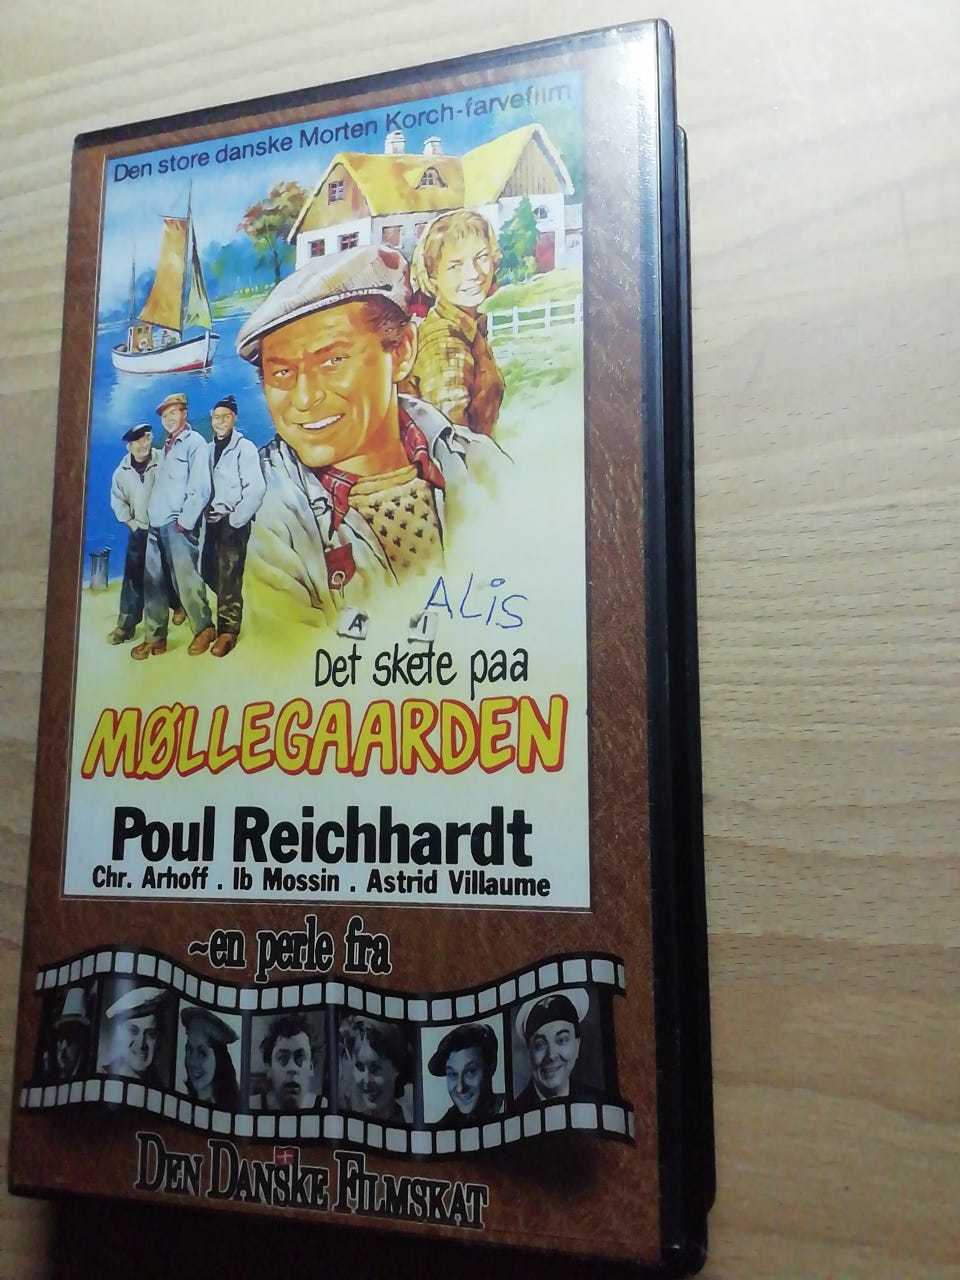 Den store danske Morten Korch-farvefilm
ALiS
A I
Det skete paa
MØLLEGAARDEN
Poul Reichhardt
Chr. Arhoff . Ib Mossin . Astrid Villaume
~en perle fra
DEN DANSKE FILMSKAT